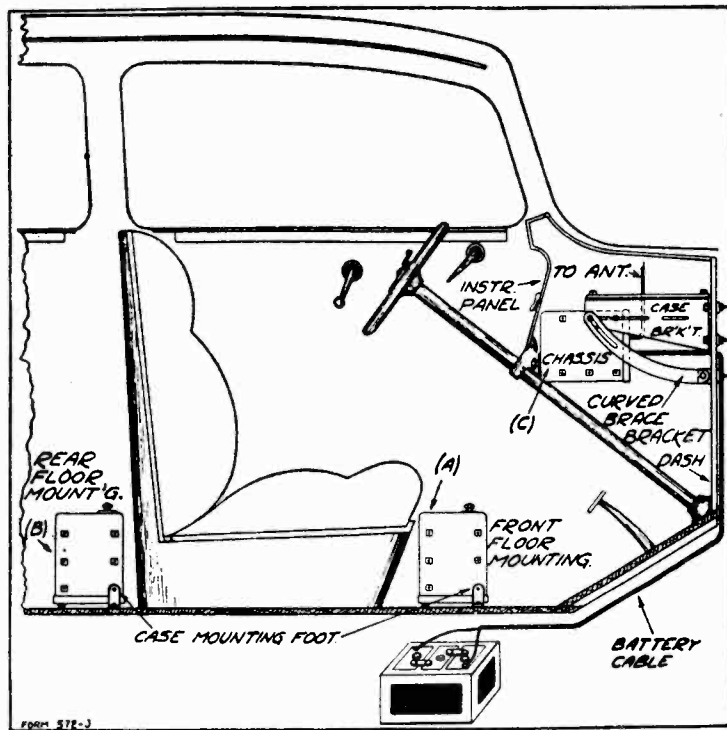 TO ANT.
INSTR.
PANEL
CASE
BR'K'T.
CHASSIS
(C)
CURVED
BRACE
BRACKET
DASH
REAR
FLOOR
MOUNT'G.
(B)
(A)
FRONT
FLOOR
MOUNTING.
CASE MOUNTING FOOT.
BATTERY
CABLE
FORM 572-J